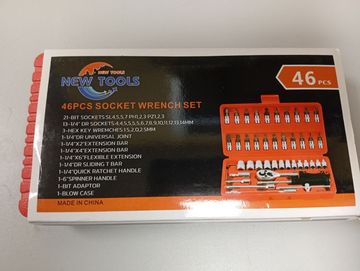 NEW TOOLS
NEW TOOLS
46 PCS
46PCS SOCKET WRENCH SET
21-BIT SOCKETS SL4,5.5,7 PH1,2,3 PZ1,2,3
13-1/4" DR SOCKETS-4,4.5,5,5.5,6,7,8,9,10,11,12,13,14MM
3-HEX KEY WRENCHES 1.5,2.0,2.5MM
1-1/4"DR UNIVERSAL JOINT
1-1/4"X2"EXTENSION BAR
1-1/4"X4"EXTENSION BAR
1-1/4"X6"FLEXIBLE EXTENSION
1-1/4"DR SLIDING T BAR
1-1/4"QUICK RATCHET HANDLE
1-6"SPINNER HANDLE
1-BIT ADAPTOR
1-BLOW CASE
MADE IN CHINA